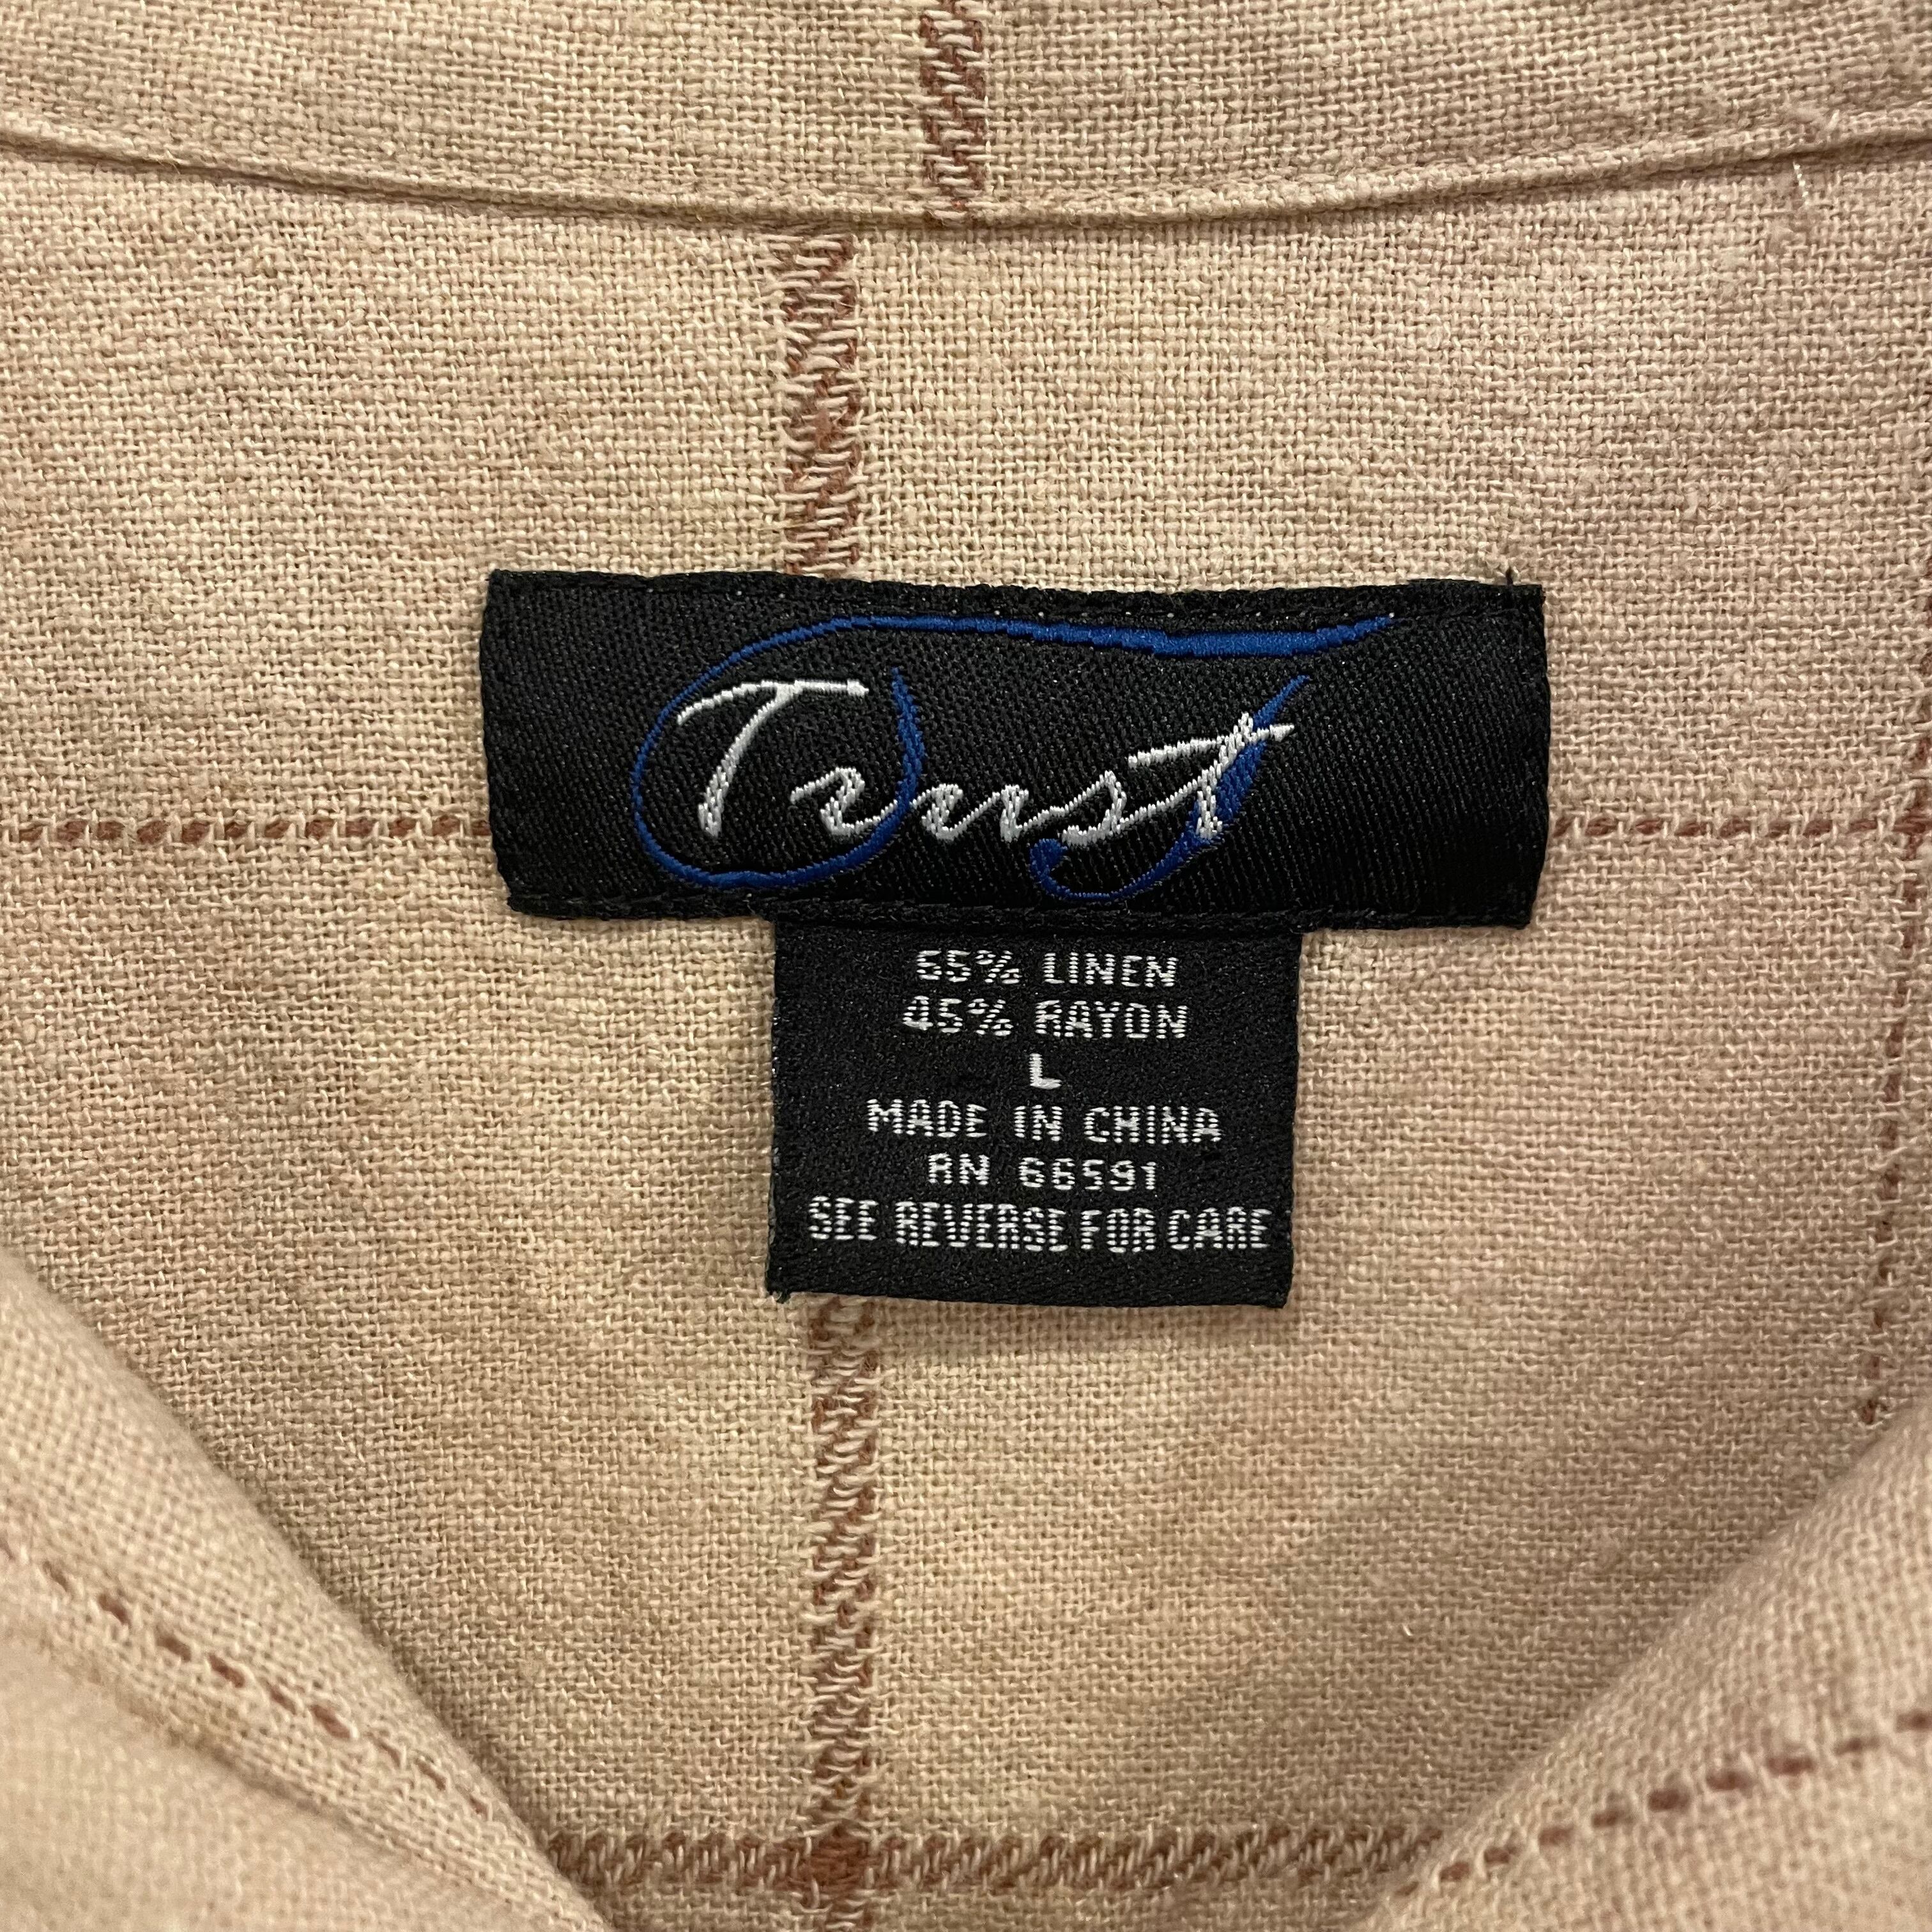 Trust
55% LINEN
45% RAYON
L
MADE IN CHINA
RN 66591
SEE REVERSE FOR CARE